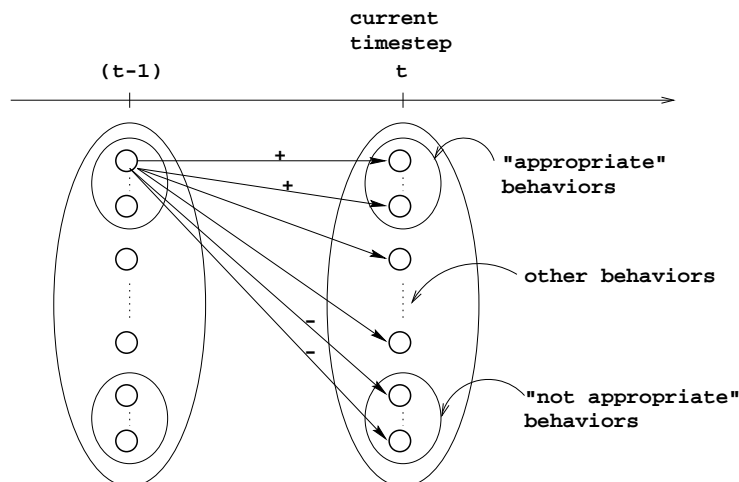 current
timestep
(t-1)
t
+
+
"appropriate"
behaviors
other behaviors
-
-
"not appropriate"
behaviors